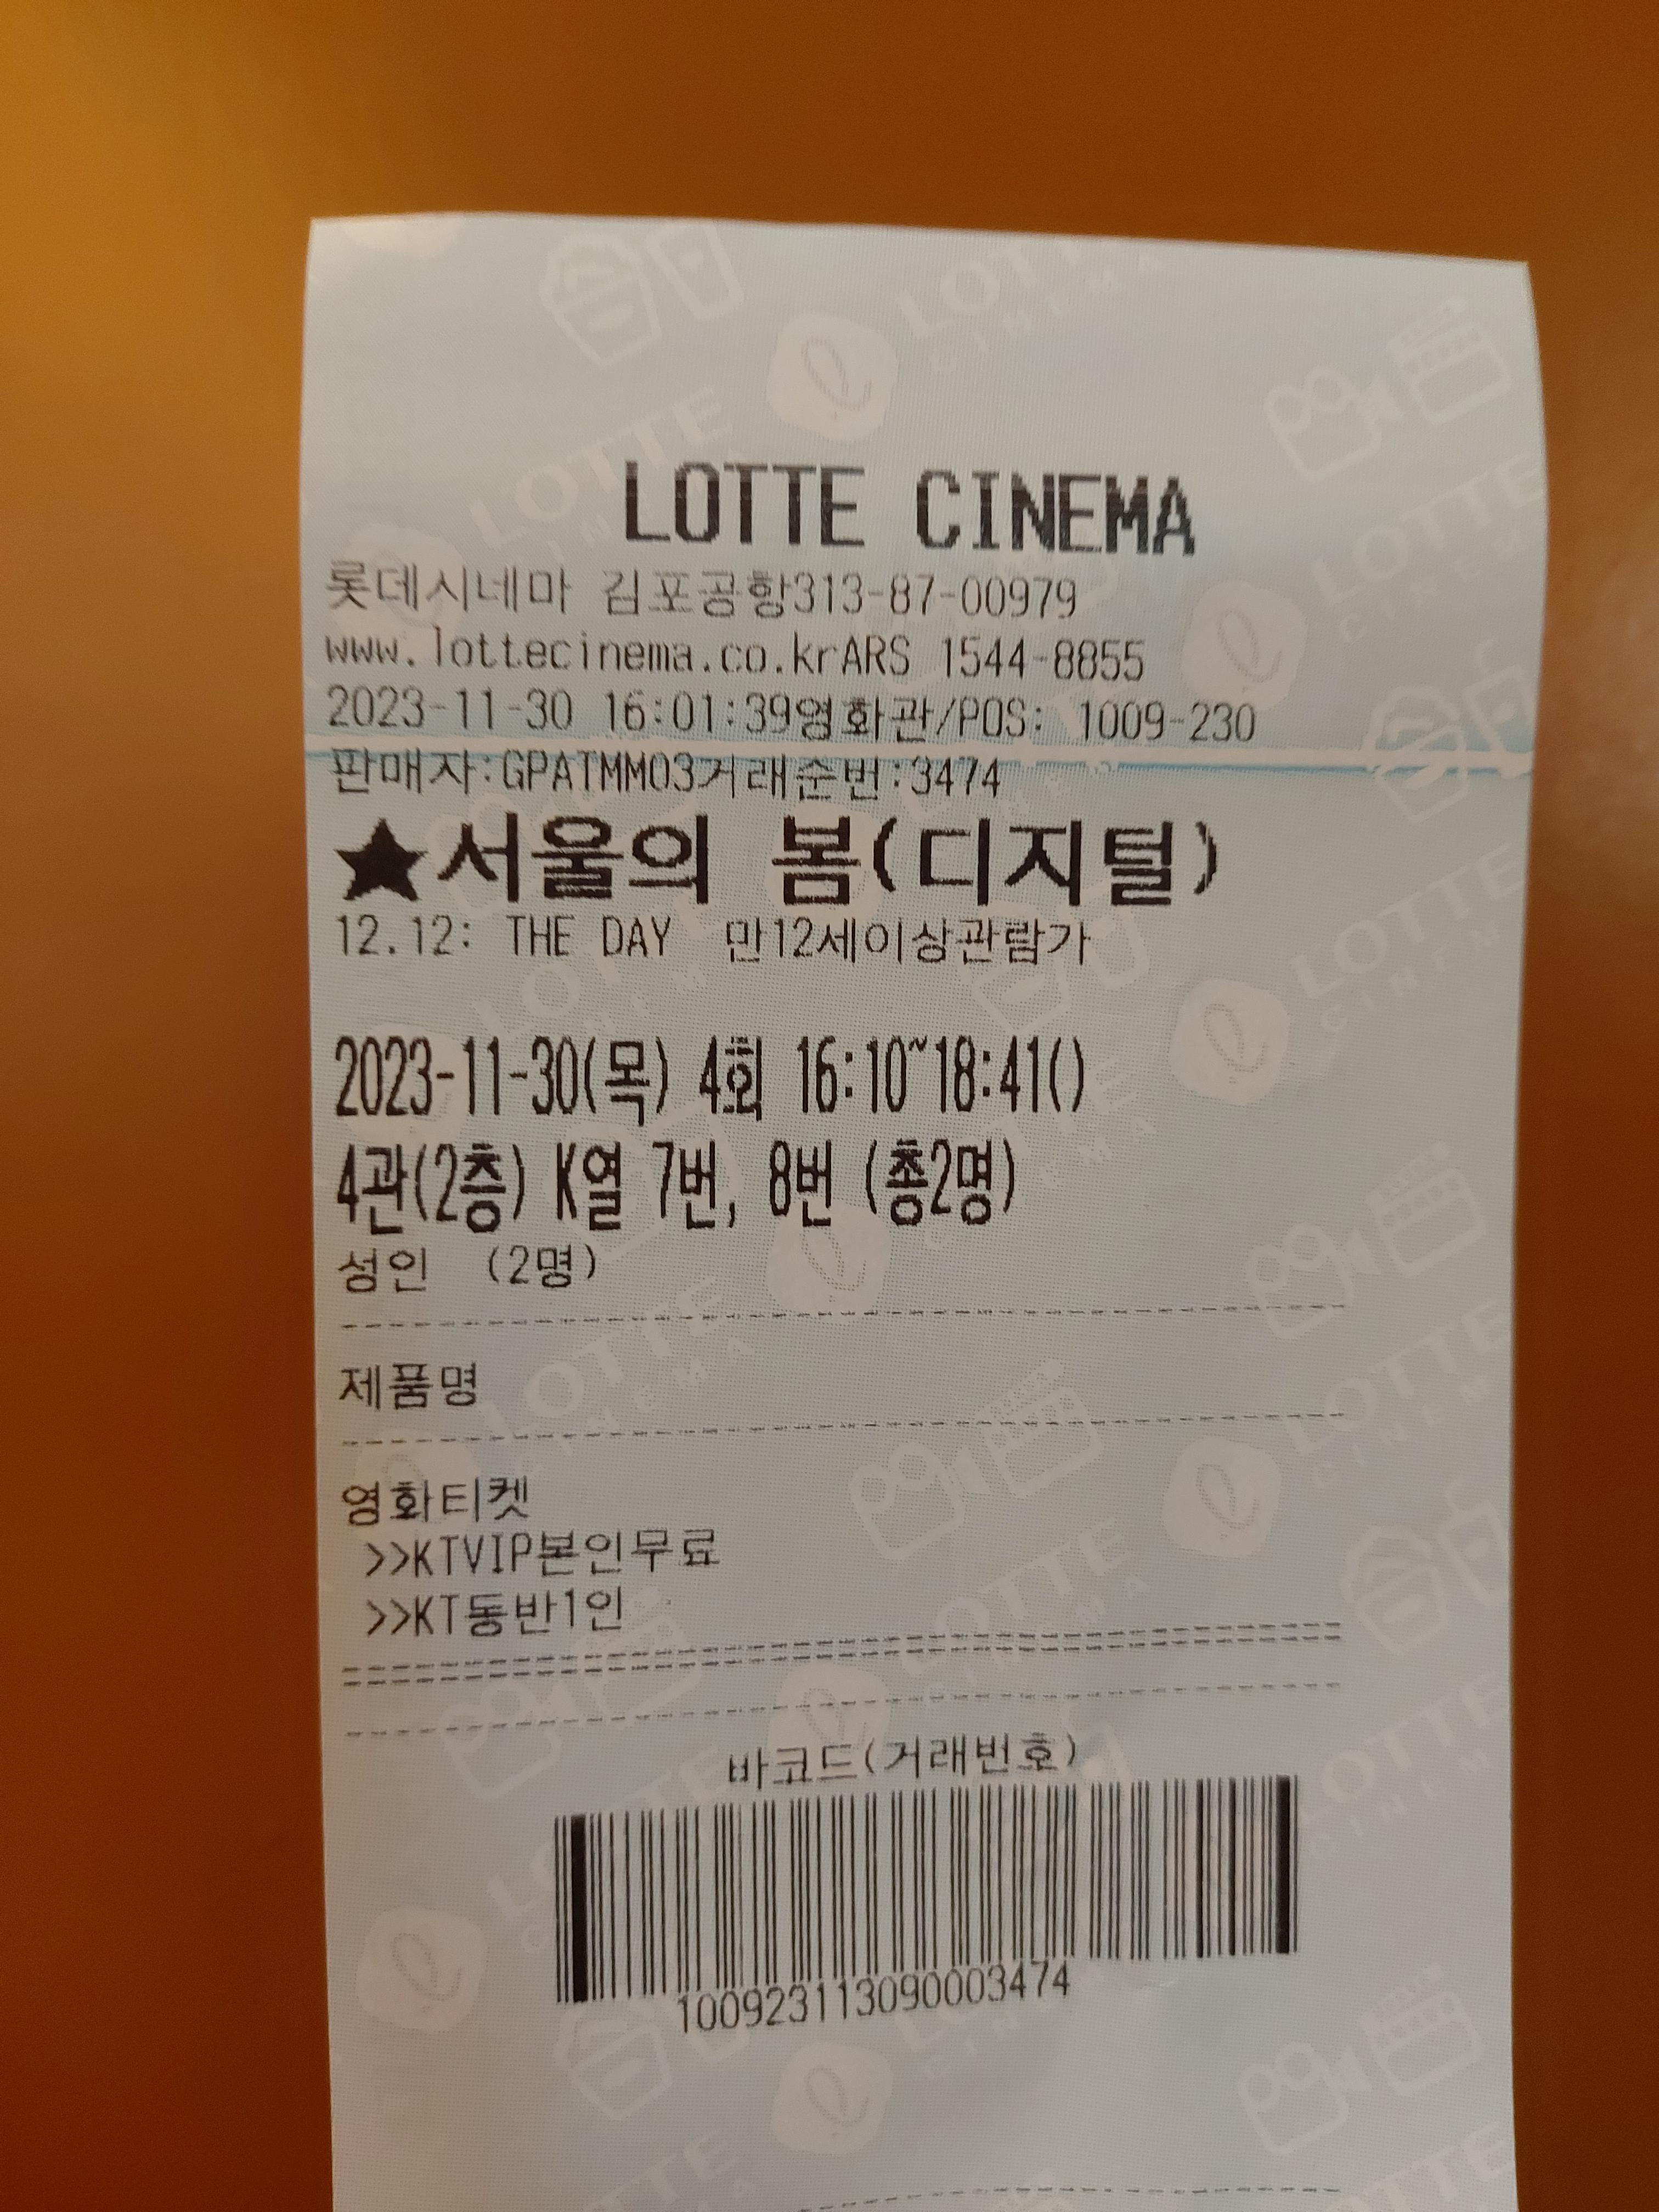 LOTTE CINEMA
롯데시네마 김포공항313-87-00979
www.lottecinema.co.krARS 1544-8855
2023-11-30 16:01:39영화관/POS: 1009-230
판매자:GPATMM03거래순번:3474
★서울의 봄(디지털)
12.12: THE DAY 만12세이상관람가
2023-11-30(목) 4회 16:10~18:41()
4관(2층) K열 7번, 8번 (총2명)
성인 (2명)
제품명
영화티켓
>>KTVIP본인무료
>>KT동반1인
바코드(거래번호)
100923113090003474